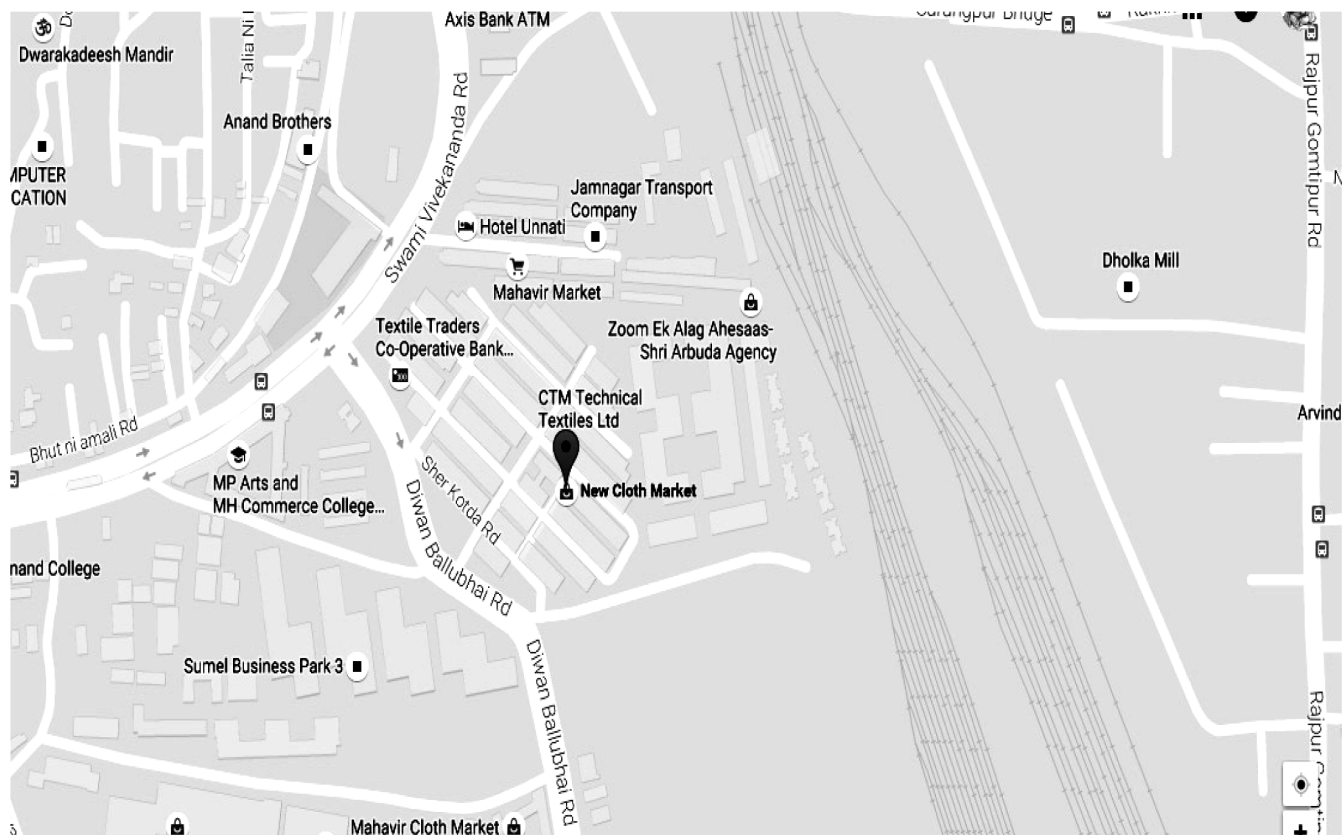 Axis Bank ATM
Dwarakadeesh Mandir
Talia Ni
Rajpur Gomtipur Rd
Anand Brothers
Swami Vivekananda Rd
MPUTER
CATION
Jamnagar Transport
Company
Hotel Unnati
Mahavir Market
Dholka Mill
Zoom Ek Alag Ahesaas-
Shri Arbuda Agency
Textile Traders
Co-Operative Bank...
CTM Technical
Textiles Ltd
Arvind
Bhut ni amali Rd
MP Arts and
MH Commerce College...
Sher Kotda Rd
New Cloth Market
Diwan Ballubhai Rd
nand College
Sumel Business Park 3
Diwan Ballubhai Rd
Rajpur
Mahavir Cloth Market